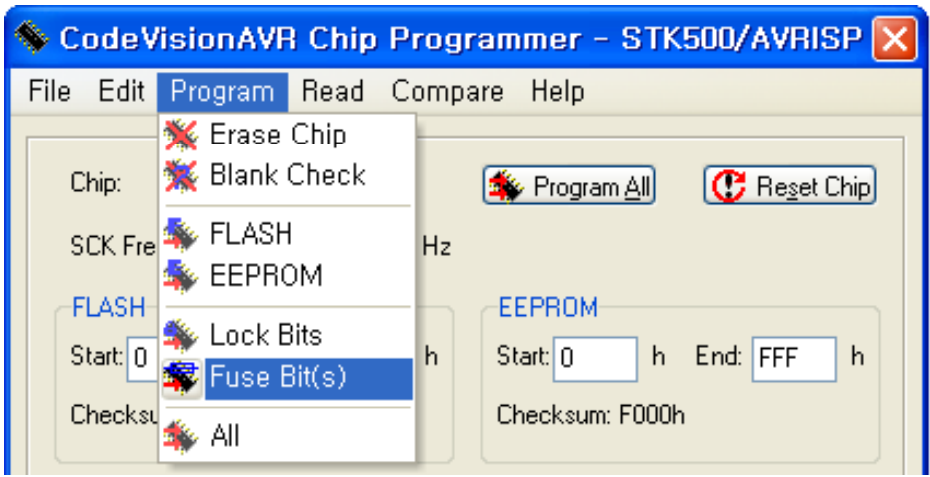 CodeVisionAVR Chip Programmer - STK500/AVRISP
File Edit Program Read Compare Help
Erase Chip
Blank Check
FLASH
EEPROM
Lock Bits
Fuse Bit(s)
All
Chip:
Program All
Reset Chip
SCK Fre
Hz
FLASH
Start: 0
h
Checksu
EEPROM
Start: 0 h End: FFF h
Checksum: F000h